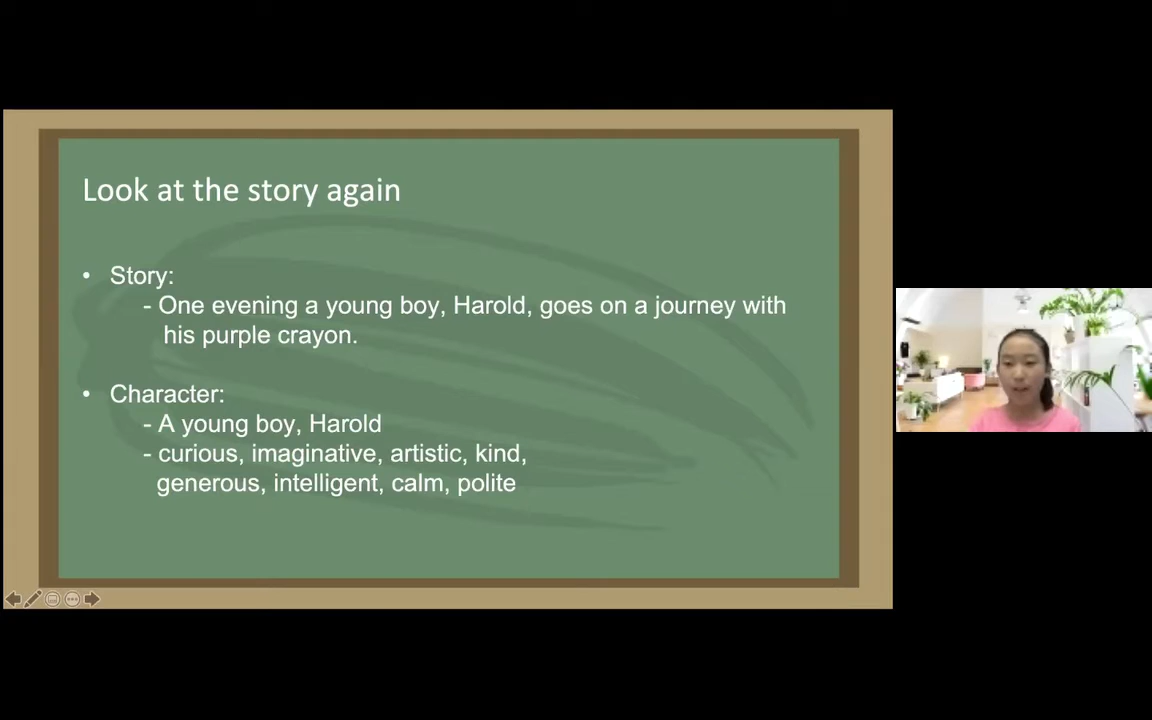 Look at the story again
• Story:
- One evening a young boy, Harold, goes on a journey with
his purple crayon.
• Character:
- A young boy, Harold
- curious, imaginative, artistic, kind,
generous, intelligent, calm, polite